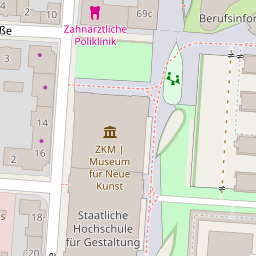 69c
Zahnärztliche
Poliklinik
Berufsinfor
ße
14
16
2
3
ZKM |
Museum
für Neue
Kunst
Staatliche
Hochschule
für Gestaltung
18
20
s